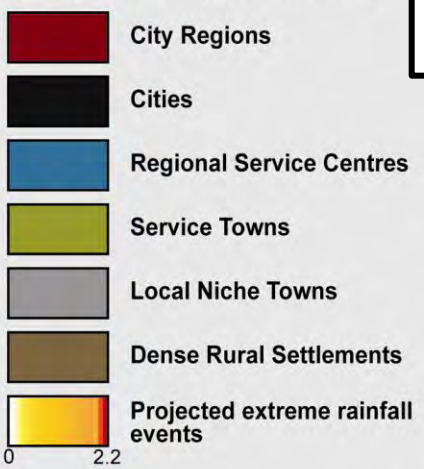 City Regions
Cities
Regional Service Centres
Service Towns
Local Niche Towns
Dense Rural Settlements
Projected extreme rainfall
events
0 2.2